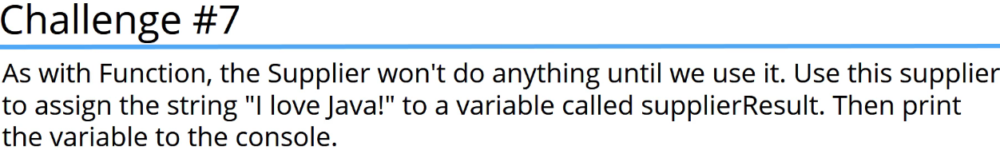 Challenge #7
As with Function, the Supplier won't do anything until we use it. Use this supplier
to assign the string "I love Java!" to a variable called supplierResult. Then print
the variable to the console.